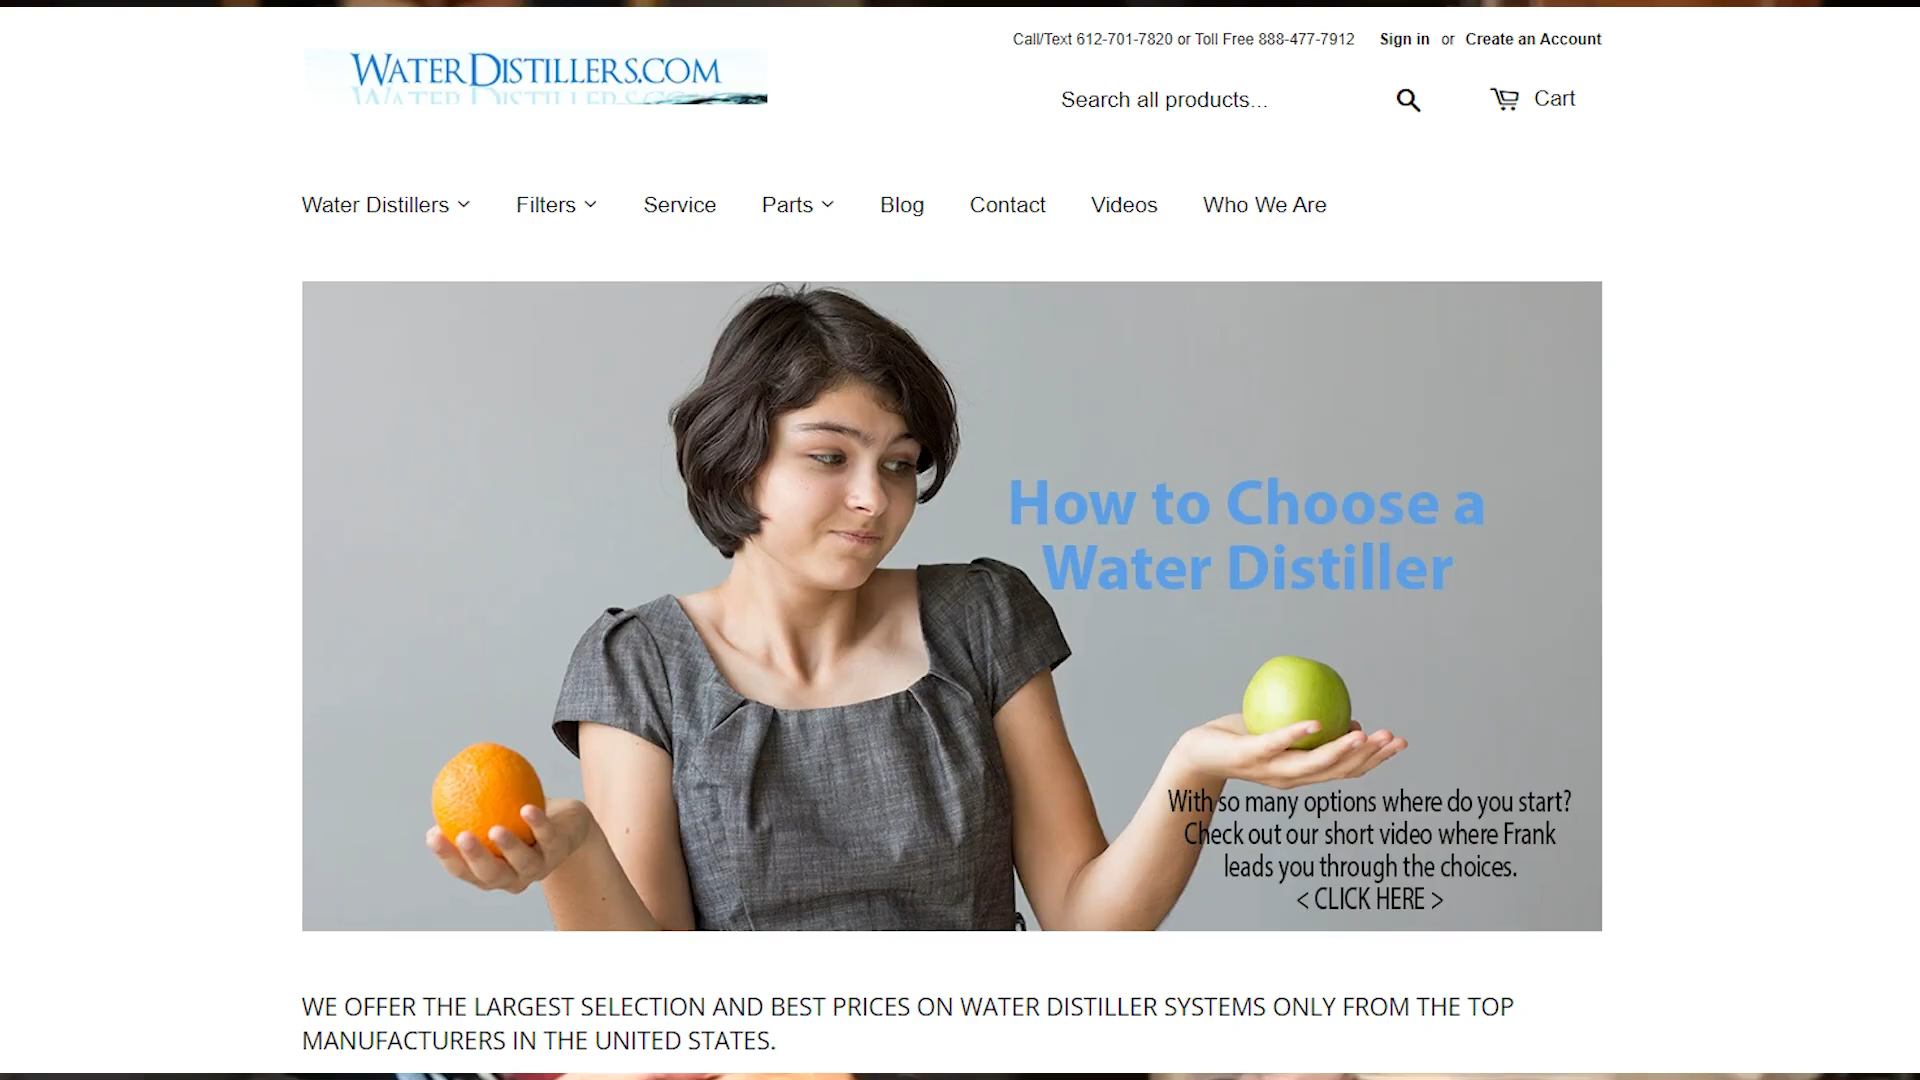 Call/Text 612-701-7820 or Toll Free 888-477-7912 Sign in or Create an Account
WATERDISTILLERS.COM
Search all products... Cart
Water Distillers Filters Service Parts Blog Contact Videos Who We Are
How to Choose a
Water Distiller
With so many options where do you start?
Check out our short video where Frank
leads you through the choices.
< CLICK HERE >
WE OFFER THE LARGEST SELECTION AND BEST PRICES ON WATER DISTILLER SYSTEMS ONLY FROM THE TOP
MANUFACTURERS IN THE UNITED STATES.